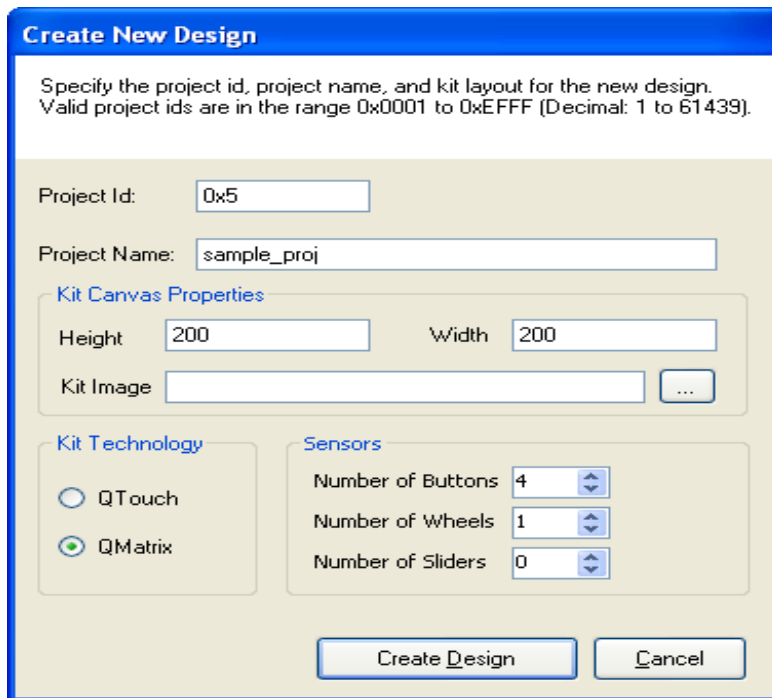 Create New Design
Specify the project id, project name, and kit layout for the new design.
Valid project ids are in the range 0x0001 to 0xEFFF (Decimal: 1 to 61439).
Project Id: 0x5
Project Name: sample_proj
Kit Canvas Properties
Height 200 Width 200
Kit Image ...
Kit Technology
QTouch
QMatrix
Sensors
Number of Buttons 4
Number of Wheels 1
Number of Sliders 0
Create Design Cancel